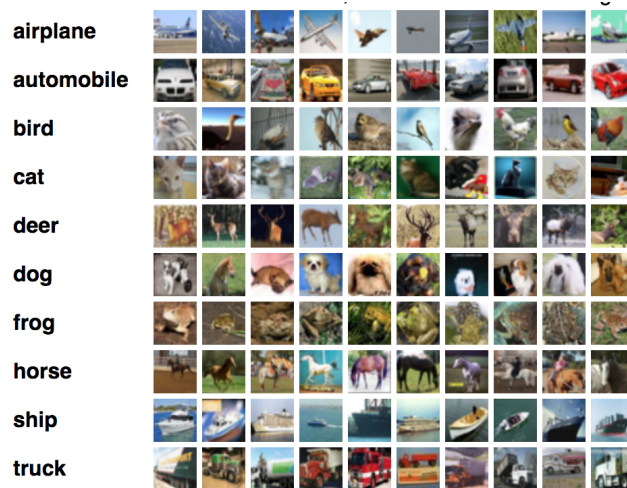 airplane
automobile
bird
cat
deer
dog
frog
horse
ship
truck